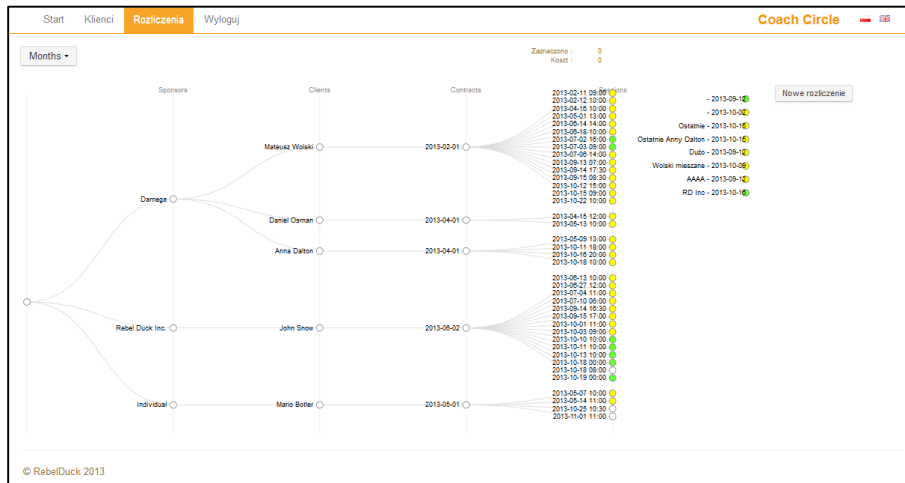 Start Klienci Rozliczenia Wyloguj Coach Circle
Months
Zaznaczono : 0
Koszt : 0
Sponsors Clients Contracts
Nowe rozliczenie
2013-02-11 09:00
2013-02-12 10:00
2013-04-16 10:00
2013-05-01 13:00
2013-06-14 14:00
2013-06-18 10:00
2013-07-02 16:00
2013-07-03 09:00
2013-07-06 14:00
2013-09-13 07:00
2013-09-14 17:30
2013-09-15 08:30
2013-10-12 15:00
2013-10-15 09:00
2013-10-22 10:00
Mateusz Wolski 2013-02-01
Damega
Daniel Osman 2013-04-01
2013-04-15 12:00
2013-05-13 10:00
Anna Dalton 2013-04-01
2013-05-09 13:00
2013-10-11 18:00
2013-10-16 20:00
2013-10-18 10:00
2013-06-13 10:00
2013-06-27 12:00
2013-07-04 11:00
2013-07-10 06:00
2013-09-14 16:30
2013-09-15 17:00
2013-10-01 11:00
2013-10-03 09:00
2013-10-10 10:00
2013-10-11 10:00
2013-10-13 10:00
2013-10-18 00:00
2013-10-18 08:00
2013-10-19 00:00
Rebel Duck Inc. John Snow 2013-06-02
Individual Mario Botler 2013-05-01
2013-05-07 10:00
2013-05-14 11:00
2013-10-25 10:30
2013-11-01 11:00
- 2013-09-12
- 2013-10-02
Ostatnie - 2013-10-15
Ostatnie Anny Dalton - 2013-10-16
Dużo - 2013-09-12
Wolski mieszane - 2013-10-09
AAAA - 2013-09-12
RD Inc - 2013-10-16
© RebelDuck 2013